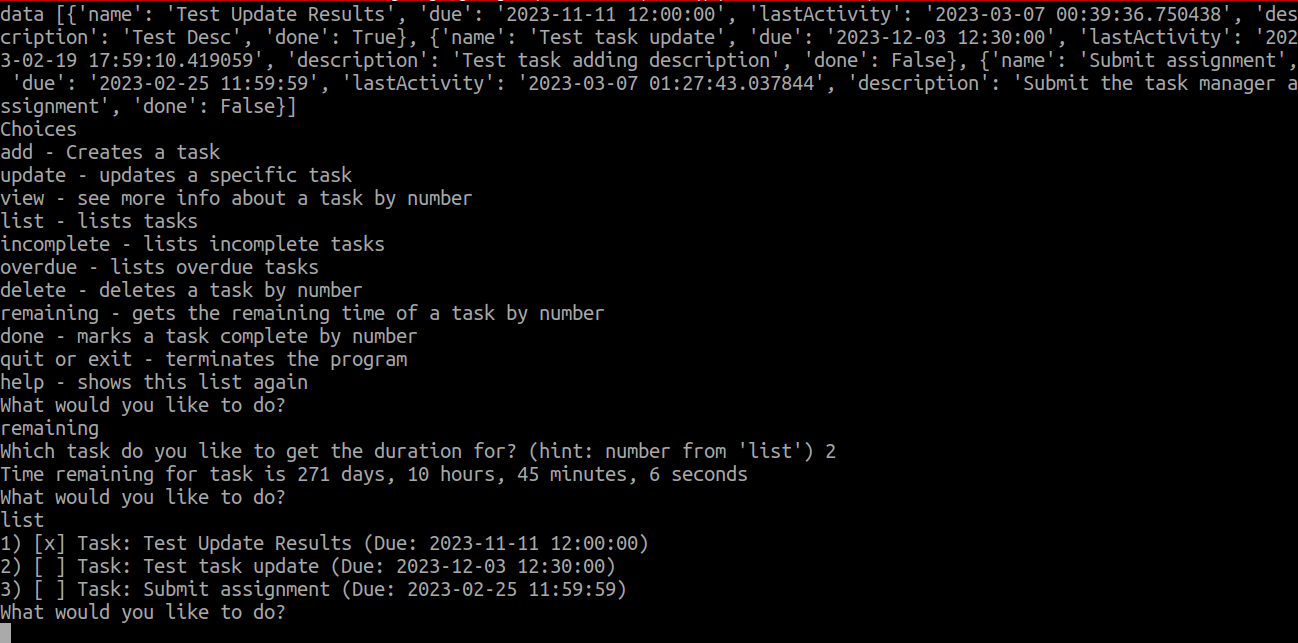 data [{'name': 'Test Update Results', 'due': '2023-11-11 12:00:00', 'lastActivity': '2023-03-07 00:39:36.750438', 'des
cription': 'Test Desc', 'done': True}, {'name': 'Test task update', 'due': '2023-12-03 12:30:00', 'lastActivity': '202
3-02-19 17:59:10.419059', 'description': 'Test task adding description', 'done': False}, {'name': 'Submit assignment',
 'due': '2023-02-25 11:59:59', 'lastActivity': '2023-03-07 01:27:43.037844', 'description': 'Submit the task manager a
ssignment', 'done': False}]
Choices
add - Creates a task
update - updates a specific task
view - see more info about a task by number
list - lists tasks
incomplete - lists incomplete tasks
overdue - lists overdue tasks
delete - deletes a task by number
remaining - gets the remaining time of a task by number
done - marks a task complete by number
quit or exit - terminates the program
help - shows this list again
What would you like to do?
remaining
Which task do you like to get the duration for? (hint: number from 'list') 2
Time remaining for task is 271 days, 10 hours, 45 minutes, 6 seconds
What would you like to do?
list
1) [x] Task: Test Update Results (Due: 2023-11-11 12:00:00)
2) [ ] Task: Test task update (Due: 2023-12-03 12:30:00)
3) [ ] Task: Submit assignment (Due: 2023-02-25 11:59:59)
What would you like to do?